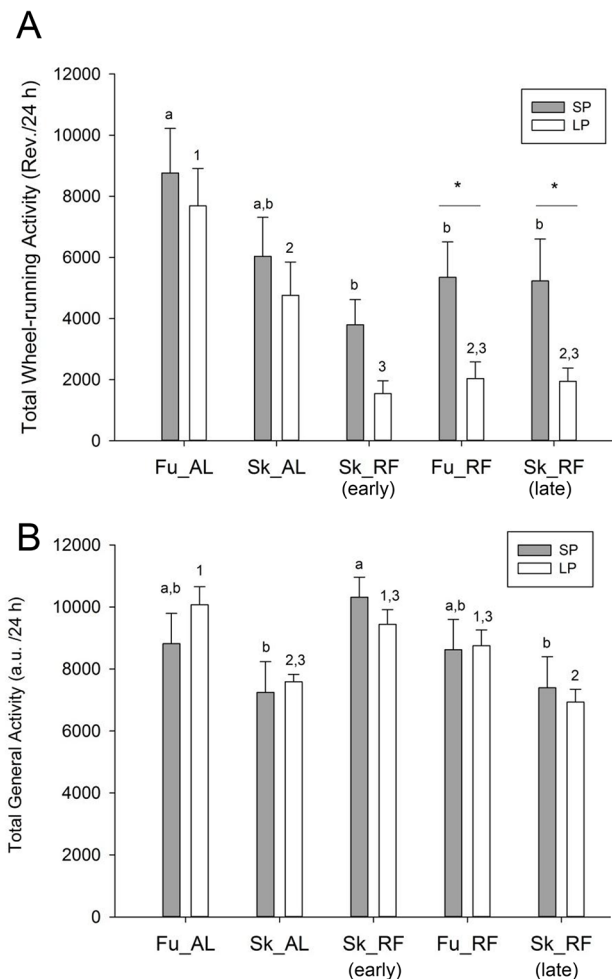 A
Total Wheel-running Activity (Rev./24 h)
12000
10000
8000
6000
4000
2000
0
SP
LP
a
1
a,b
2
b
3
b
2,3
*
b
2,3
*
Fu_AL
Sk_AL
Sk_RF
(early)
Fu_RF
Sk_RF
(late)
B
Total General Activity (a.u. /24 h)
12000
10000
8000
6000
4000
2000
0
SP
LP
a,b
1
b
2,3
a
1,3
a,b
1,3
b
2
Fu_AL
Sk_AL
Sk_RF
(early)
Fu_RF
Sk_RF
(late)